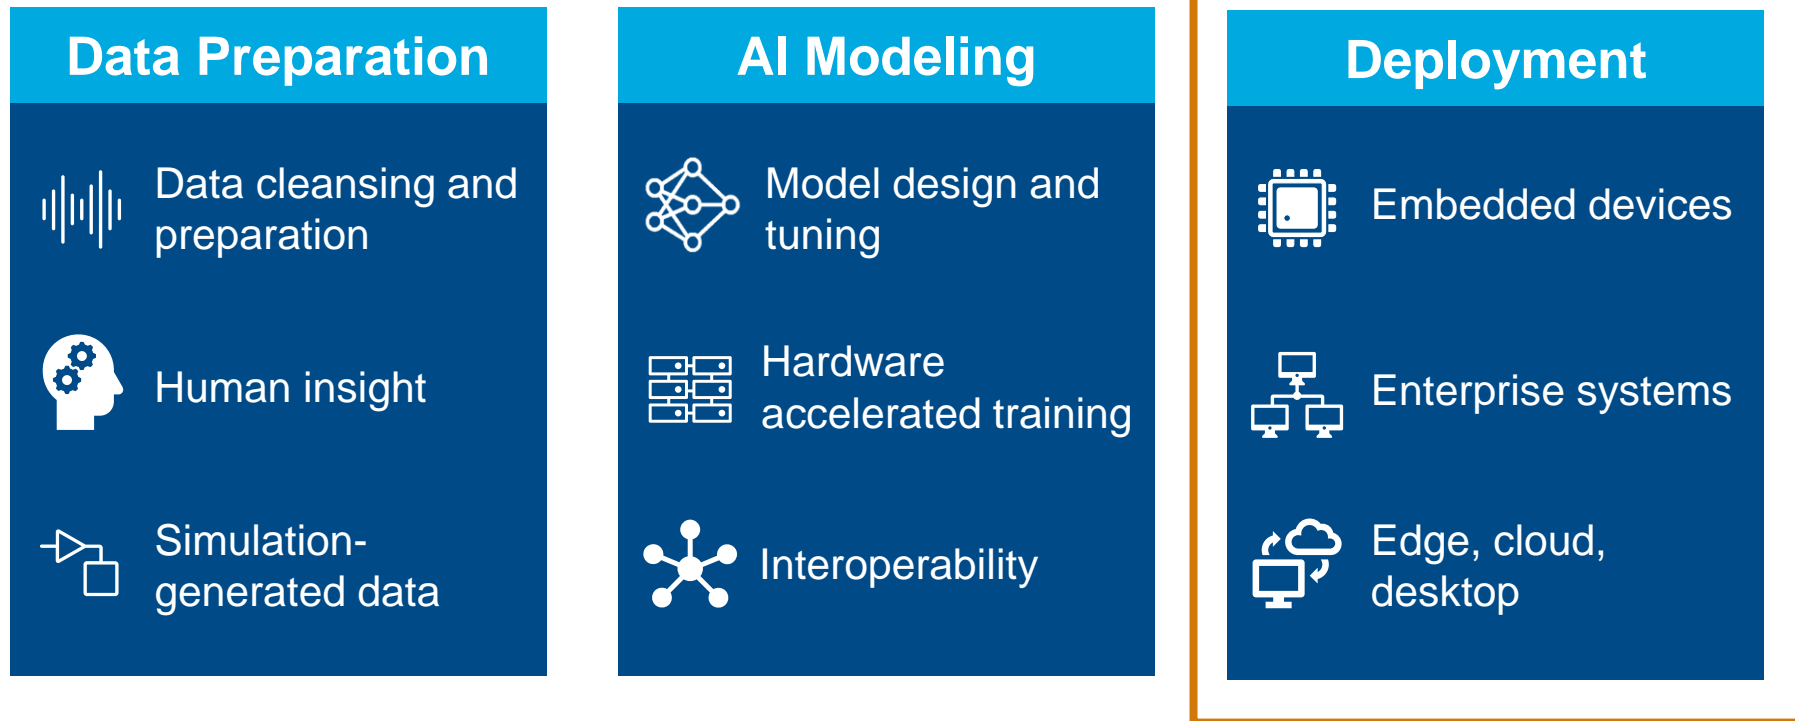 Data Preparation
Data cleansing and
preparation
Human insight
Simulation-
generated data
AI Modeling
Model design and
tuning
Hardware
accelerated training
Interoperability
Deployment
Embedded devices
Enterprise systems
Edge, cloud,
desktop